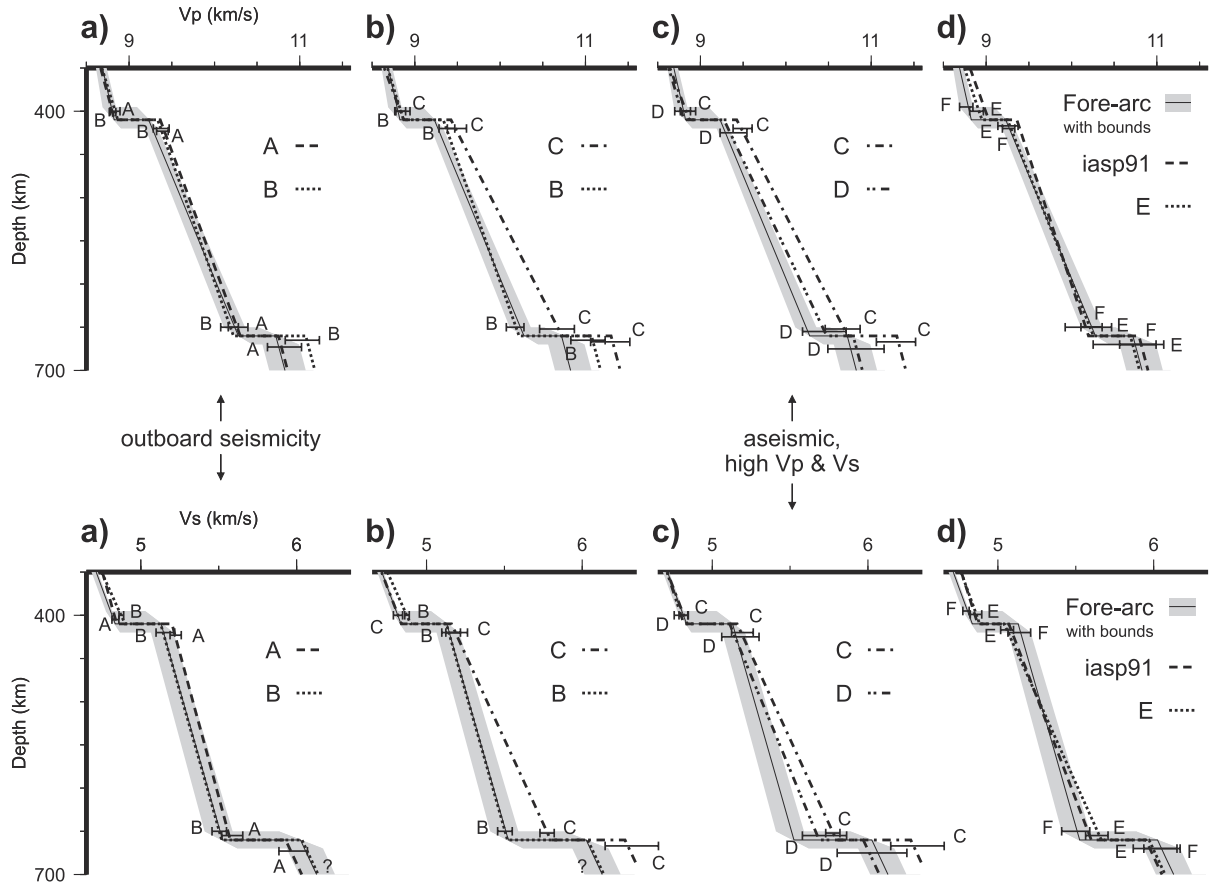 a) Vp (km/s) b) c) d)
9 11 9 11 9 11 9 11
A C C F E Fore-arc
400 B B D with bounds
B A B C D C E F
A C C iasp91
B B D E
Depth (km)
B A B C D C F E
B C C F
A B D E
700
outboard seismicity aseismic,
high Vp & Vs
a) Vs (km/s) b) c) d)
5 6 5 6 5 6 5 6
B B C F E Fore-arc
400 A C D with bounds
B A B C D C E F
A C C iasp91
B B D E
Depth (km)
B A B C D C F E
A ? ? C D C E F
700